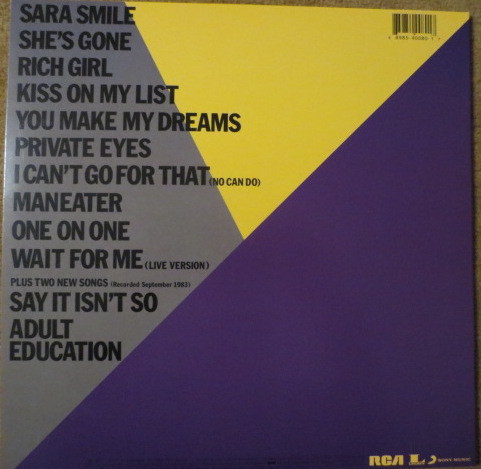 SARA SMILE
SHE'S GONE
RICH GIRL
KISS ON MY LIST
YOU MAKE MY DREAMS
PRIVATE EYES
I CAN'T GO FOR THAT (NO CAN DO)
MANEATER
ONE ON ONE
WAIT FOR ME (LIVE VERSION)
PLUS TWO NEW SONGS (Recorded September 1983)
SAY IT ISN'T SO
ADULT
EDUCATION
RCA L SONY MUSIC